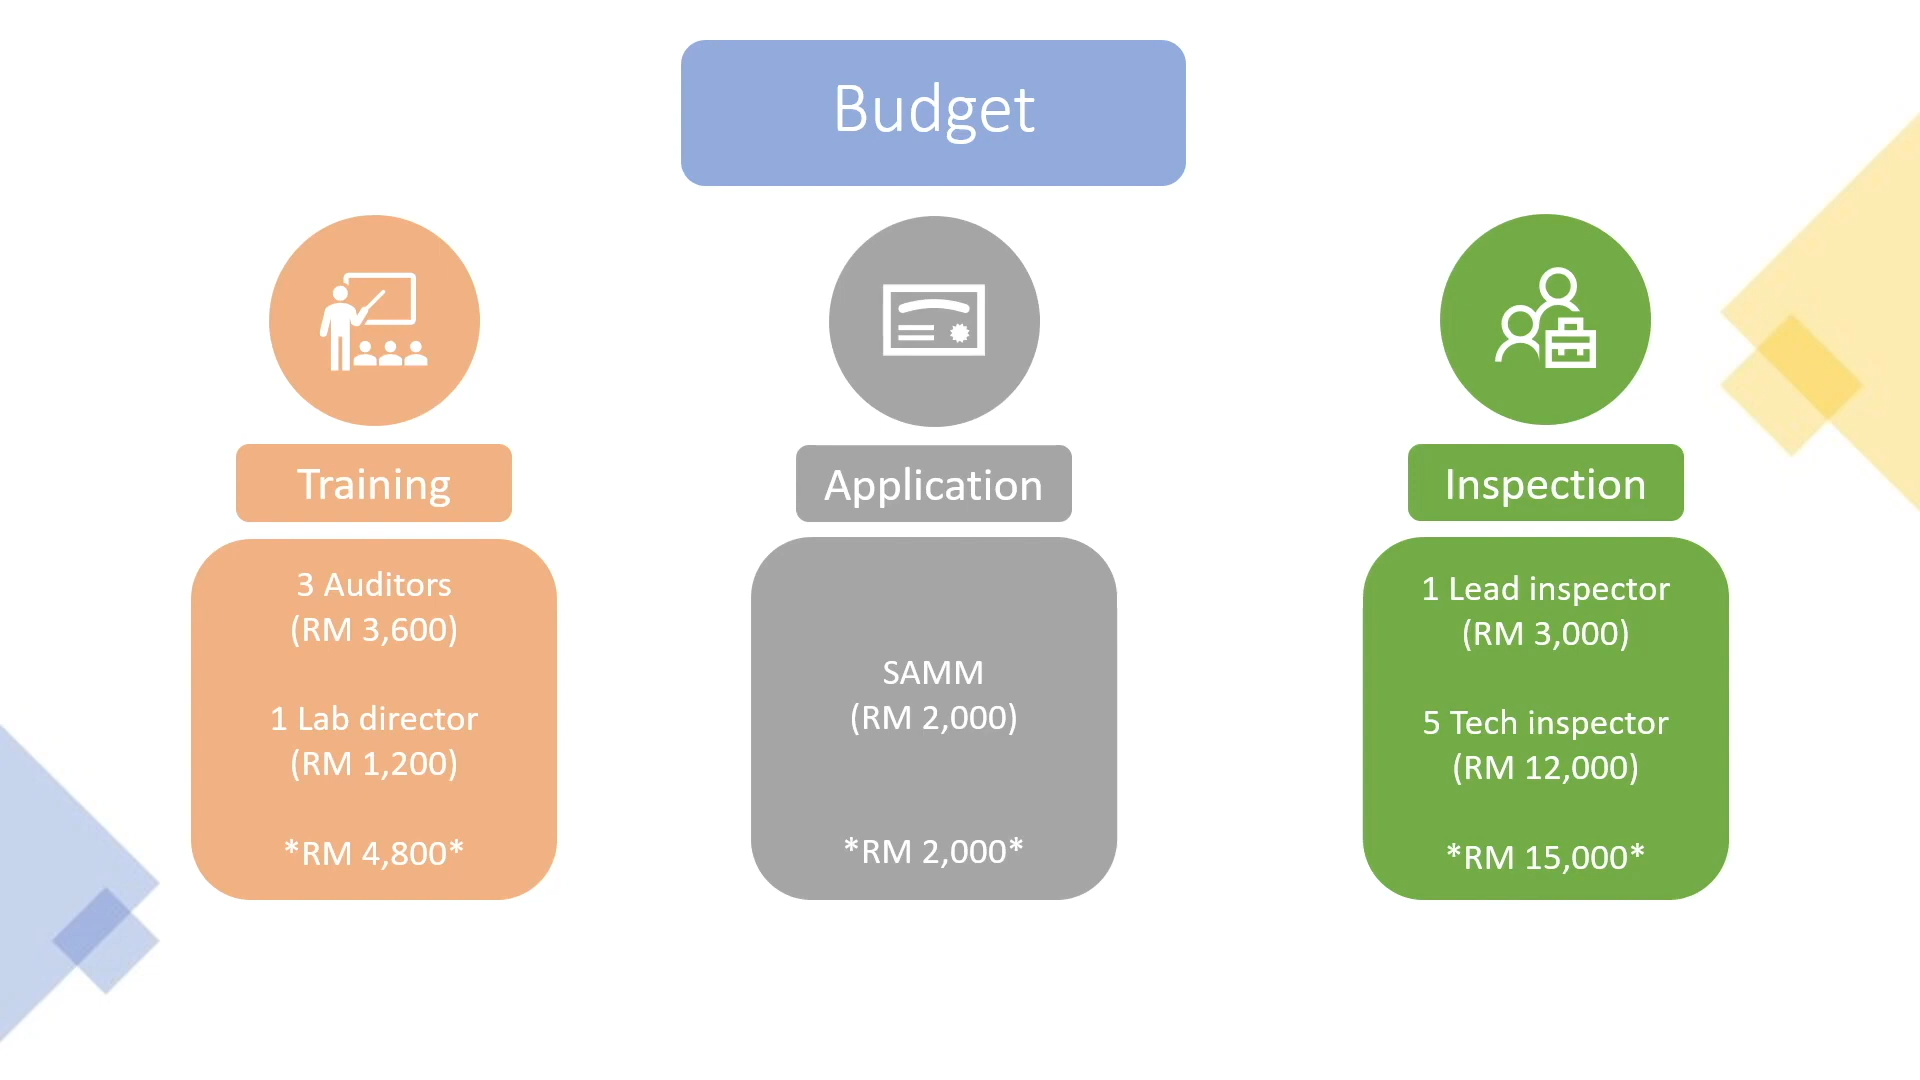 Budget
Training
3 Auditors
(RM 3,600)
1 Lab director
(RM 1,200)
*RM 4,800*
Application
SAMM
(RM 2,000)
*RM 2,000*
Inspection
1 Lead inspector
(RM 3,000)
5 Tech inspector
(RM 12,000)
*RM 15,000*